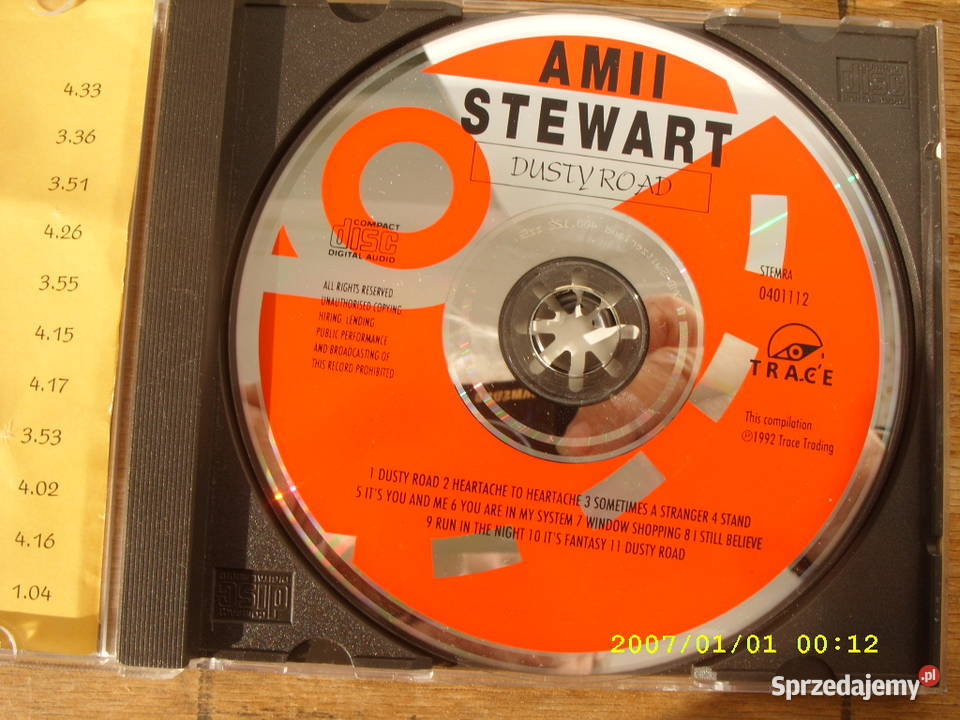 4.33
3.36
3.51
4.26
3.55
4.15
4.17
3.53
4.02
4.16
1.04
AMII
STEWART
DUSTY ROAD
COMPACT
disc
DIGITAL AUDIO
ALL RIGHTS RESERVED
UNAUTHORISED COPYING,
HIRING, LENDING
PUBLIC PERFORMANCE
AND BROADCASTING OF
THIS RECORD PROHIBITED
STEMRA
0401112
TRACE
This compilation
℗1992 Trace Trading
1 DUSTY ROAD 2 HEARTACHE TO HEARTACHE 3 SOMETIMES A STRANGER 4 STAND
5 IT'S YOU AND ME 6 YOU ARE IN MY SYSTEM 7 WINDOW SHOPPING 8 I STILL BELIEVE
9 RUN IN THE NIGHT 10 IT'S FANTASY 11 DUSTY ROAD
disc
2007/01/01 00:12
Sprzedajemy.pl